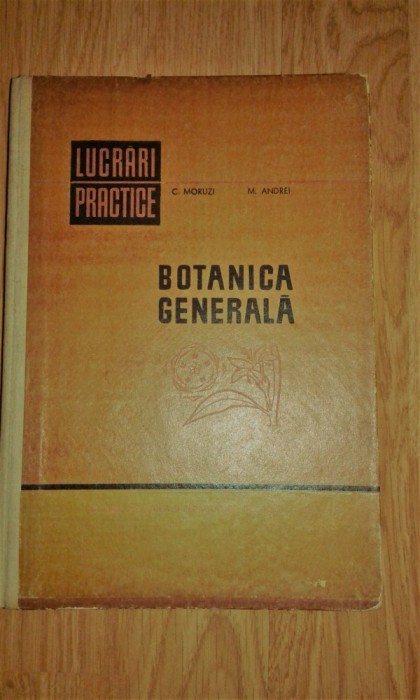 LUCRĂRI
PRACTICE
C. MORUZI M. ANDREI
BOTANICA
GENERALĂ